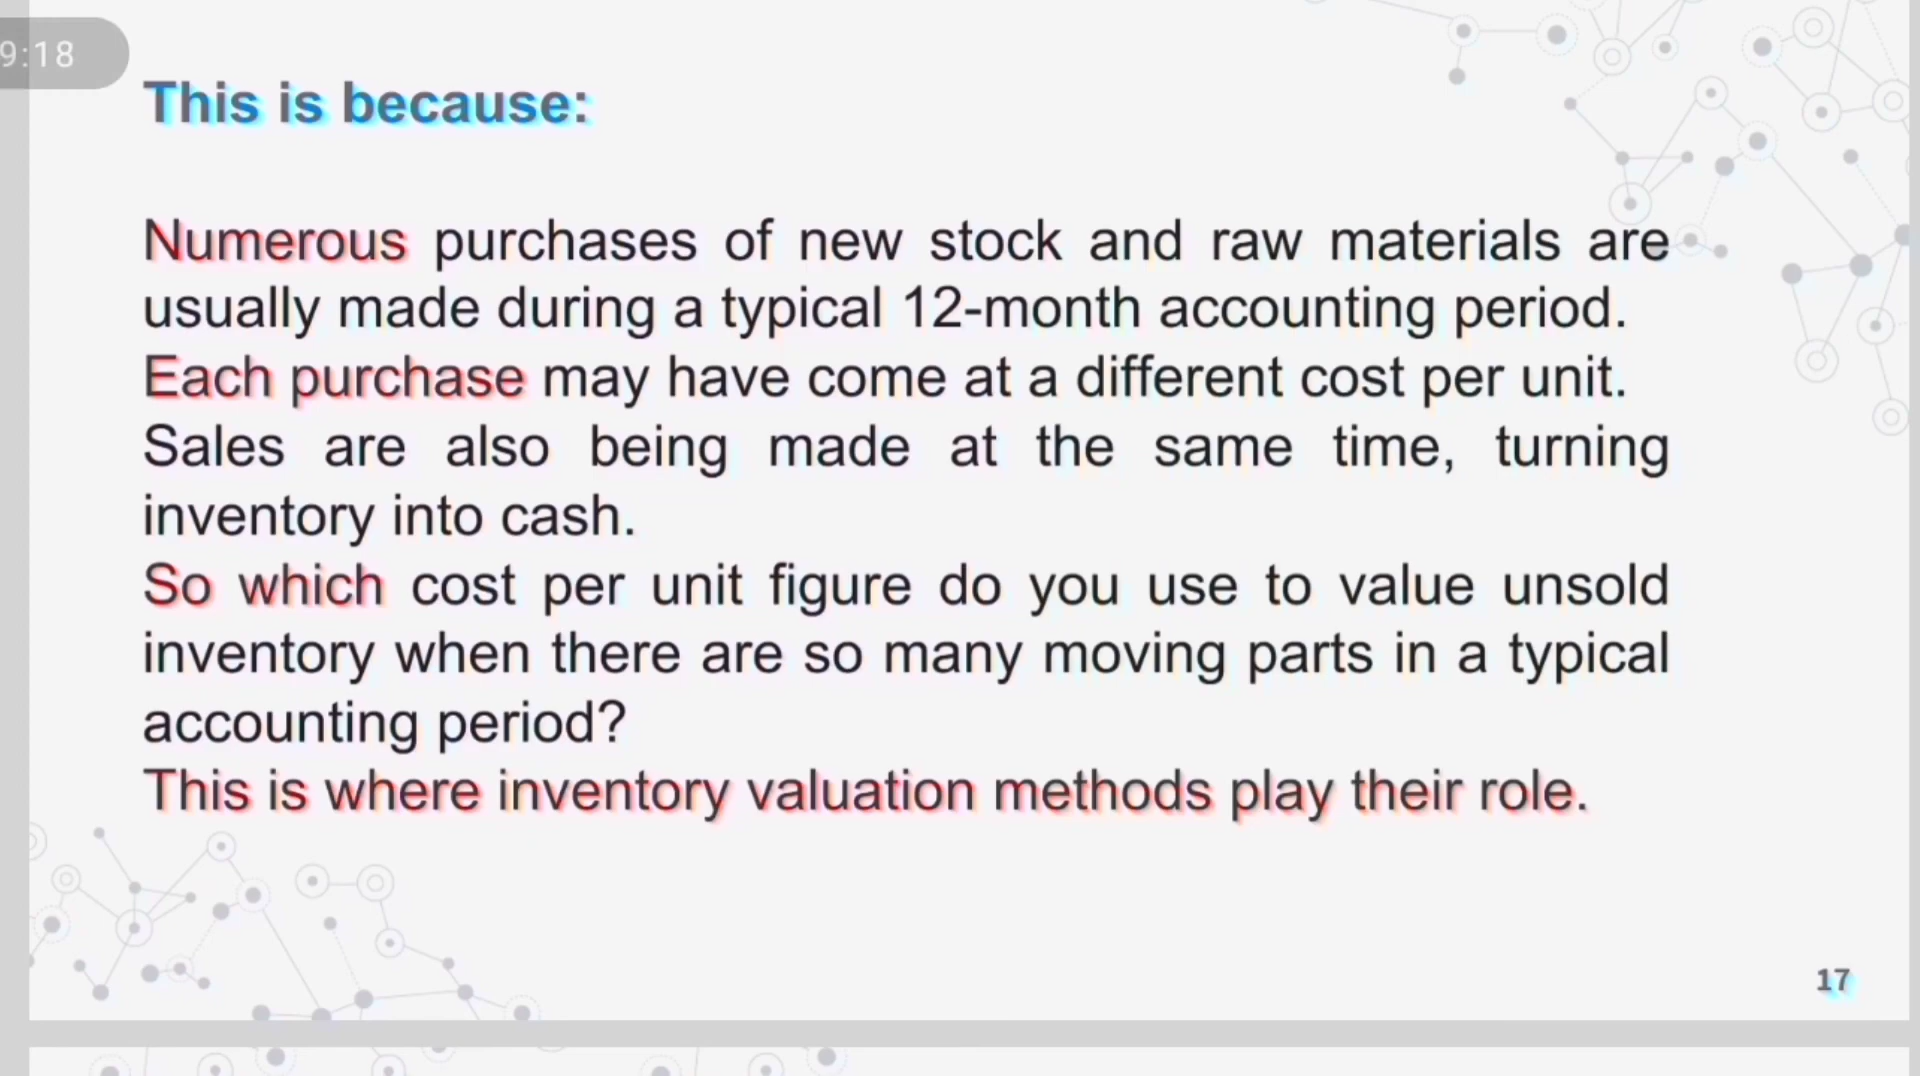 9:18
This is because:
Numerous purchases of new stock and raw materials are
usually made during a typical 12-month accounting period.
Each purchase may have come at a different cost per unit.
Sales are also being made at the same time, turning
inventory into cash.
So which cost per unit figure do you use to value unsold
inventory when there are so many moving parts in a typical
accounting period?
This is where inventory valuation methods play their role.
17